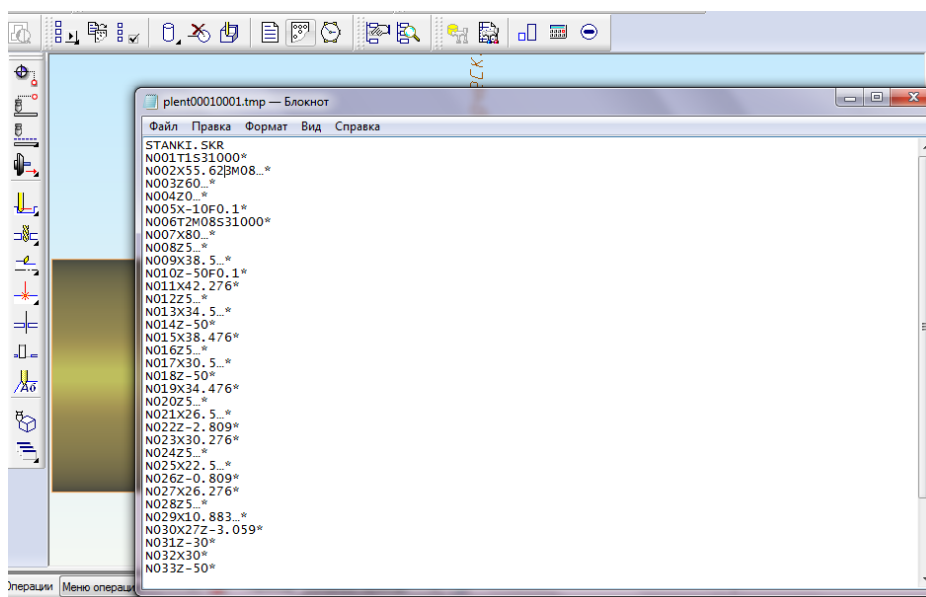 plent00010001.tmp — Блокнот
Файл Правка Формат Вид Справка
STANKI.SKR
N001T1S31000*
N002X55.623M08…*
N003Z60…*
N004Z0…*
N005X-10F0.1*
N006T2M08S31000*
N007X80…*
N008Z5…*
N009X38.5…*
N010Z-50F0.1*
N011X42.276*
N012Z5…*
N013X34.5…*
N014Z-50*
N015X38.476*
N016Z5…*
N017X30.5…*
N018Z-50*
N019X34.476*
N020Z5…*
N021X26.5…*
N022Z-2.809*
N023X30.276*
N024Z5…*
N025X22.5…*
N026Z-0.809*
N027X26.276*
N028Z5…*
N029X10.883…*
N030X27Z-3.059*
N031Z-30*
N032X30*
N033Z-50*
Меню операци